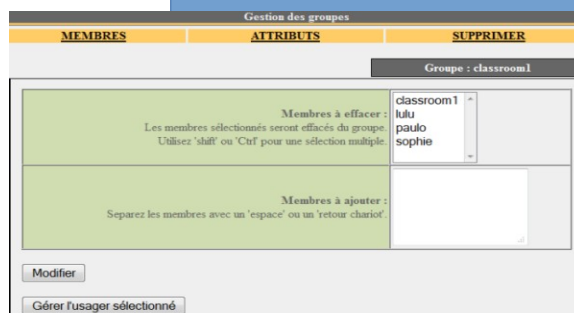 Gestion des groupes
MEMBRES ATTRIBUTS SUPPRIMER
Groupe : classroom1
Membres à effacer :
Les membres sélectionnés seront effacés du groupe.
Utilisez 'shift' ou 'Ctrl' pour une sélection multiple.
classroom1
lulu
paulo
sophie
Membres à ajouter :
Separez les membres avec un 'espace' ou un 'retour chariot'.
Modifier
Gérer l'usager sélectionné